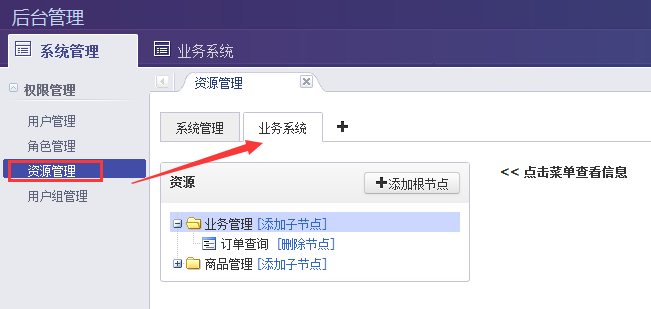 后台管理
系统管理
业务系统
权限管理
用户管理
角色管理
资源管理
用户组管理
资源管理
系统管理
业务系统
资源
添加根节点
业务管理 [添加子节点]
订单查询 [删除节点]
商品管理 [添加子节点]
<< 点击菜单查看信息